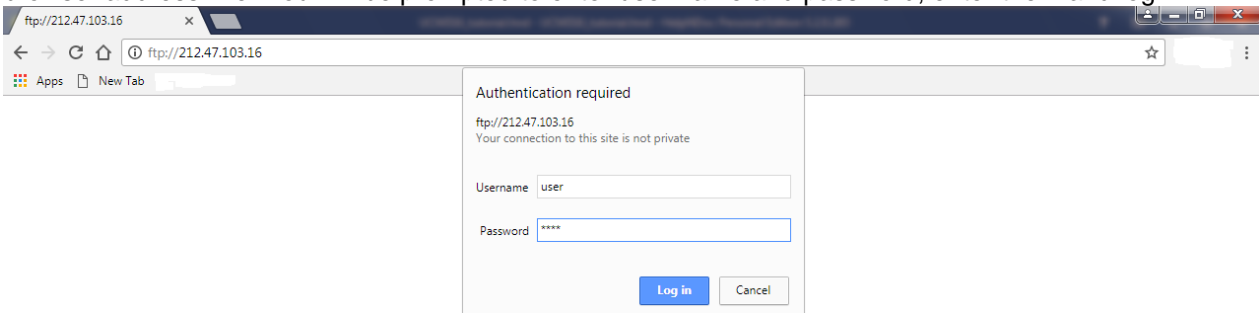 ftp://212.47.103.16
ftp://212.47.103.16
Apps New Tab
Authentication required
ftp://212.47.103.16
Your connection to this site is not private
Username user
Password ****
Log in Cancel